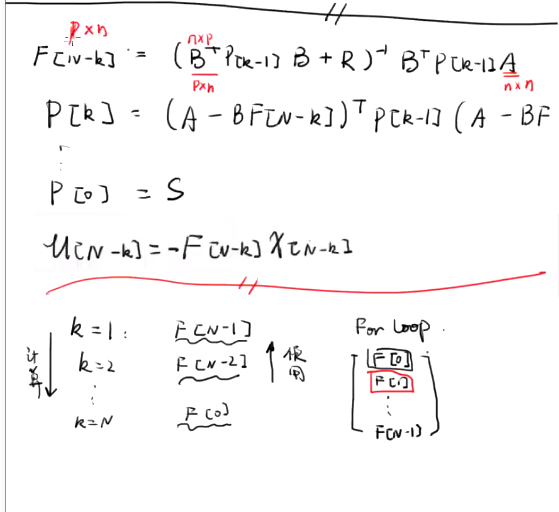 p×n
F[N-k] = (B^T P[k-1] B + R)^-1 B^T P[k-1] A
n×p
p×n
n×n
P[k] = (A - BF[N-k])^T P[k-1] (A - BF
⋮
P[0] = S
u[N-k] = -F[N-k] X[N-k]
计算
k=1: F[N-1]
k=2 F[N-2]
⋮
k=N F[0]
使用
For Loop.
F[0]
F[1]
⋮
F[N-1]